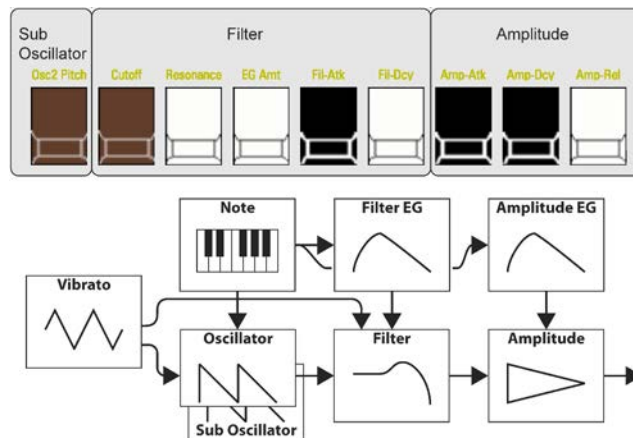 Sub
Oscillator
Filter
Amplitude
Osc2 Pitch
Cutoff
Resonance
EG Amt
Fil-Atk
Fil-Dcy
Amp-Atk
Amp-Dcy
Amp-Rel
Note
Filter EG
Amplitude EG
Vibrato
Oscillator
Filter
Amplitude
Sub Oscillator